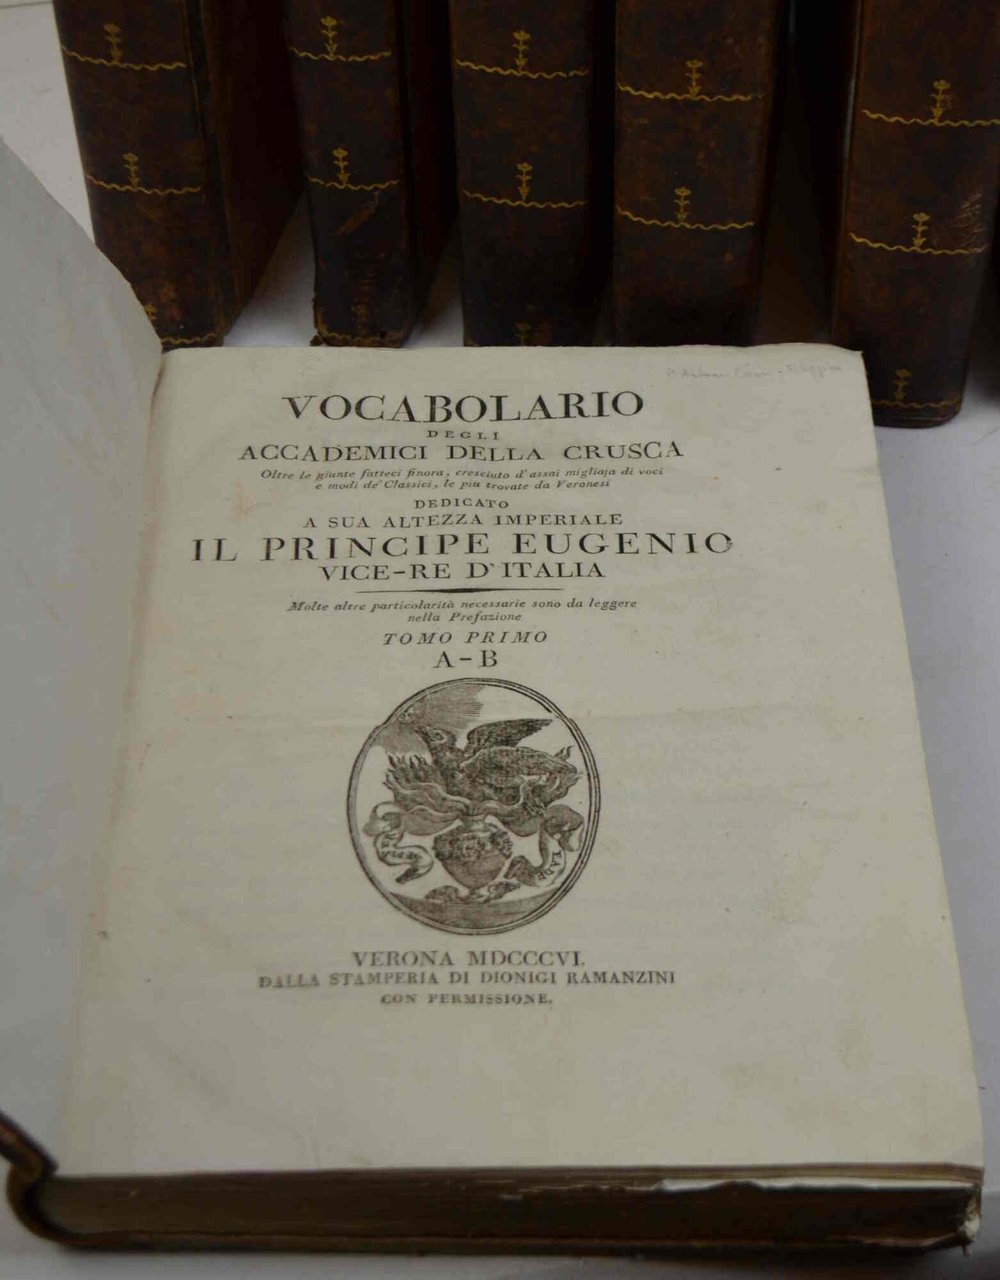 VOCABOLARIO
DEGLI
ACCADEMICI DELLA CRUSCA
Oltre le giunte fatteci finora, cresciuto d'assai migliaja di voci
e modi de' Classici, le più trovate da Veronesi
DEDICATO
A SUA ALTEZZA IMPERIALE
IL PRINCIPE EUGENIO
VICE-RE D'ITALIA
Molte altre particolarità necessarie sono da leggere
nella Prefazione
TOMO PRIMO
A-B
VERONA MDCCCVI.
DALLA STAMPERIA DI DIONIGI RAMANZINI
CON PERMISSIONE.